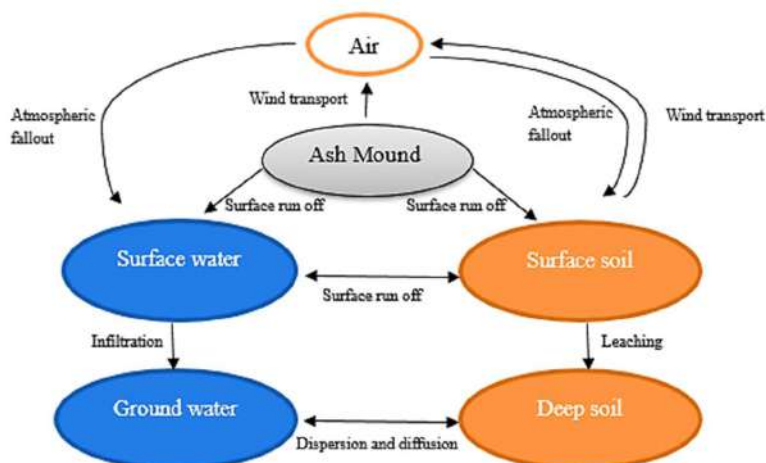 Air
Wind transport
Atmospheric
fallout
Atmospheric
fallout
Wind transport
Ash Mound
Surface run off
Surface run off
Surface water
Surface soil
Surface run off
Infiltration
Leaching
Ground water
Deep soil
Dispersion and diffusion